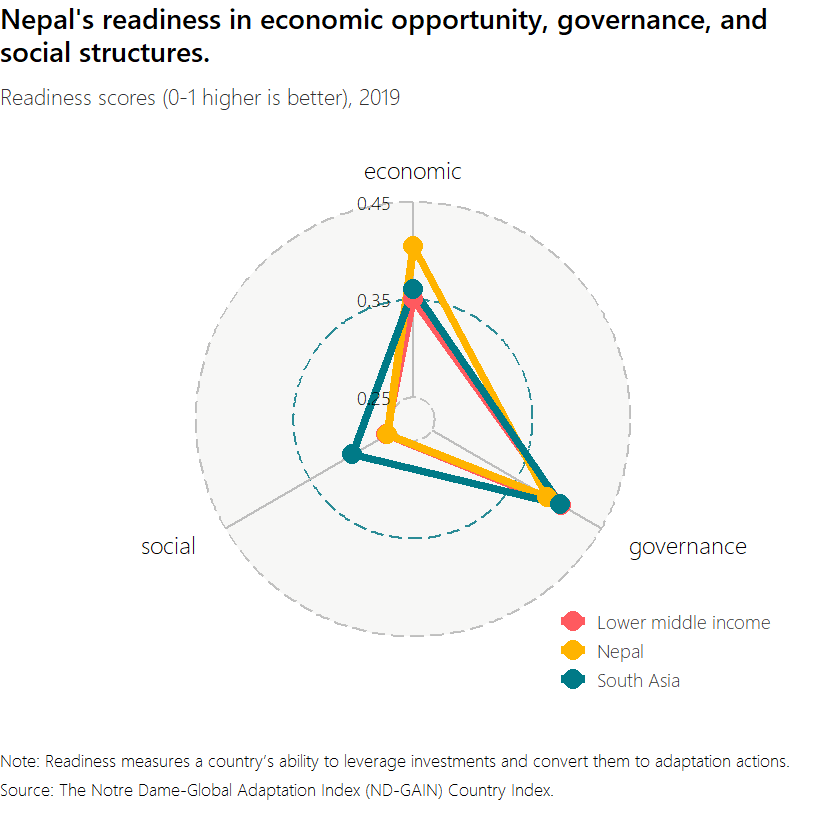 Nepal's readiness in economic opportunity, governance, and
social structures.
Readiness scores (0-1 higher is better), 2019
economic
0.45
0.35
0.25
social
governance
Lower middle income
Nepal
South Asia
Note: Readiness measures a country’s ability to leverage investments and convert them to adaptation actions.
Source: The Notre Dame-Global Adaptation Index (ND-GAIN) Country Index.